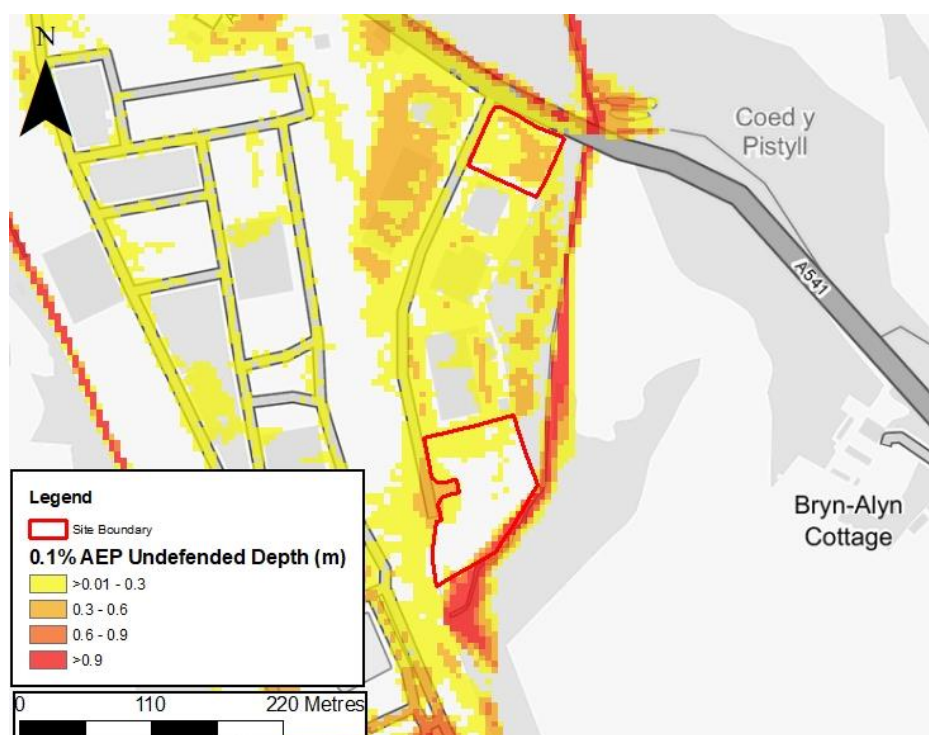 N
Coed y
Pistyll
A541
Bryn-Alyn
Cottage
Legend
Site Boundary
0.1% AEP Undefended Depth (m)
>0.01 - 0.3
0.3 - 0.6
0.6 - 0.9
>0.9
0 110 220 Metres